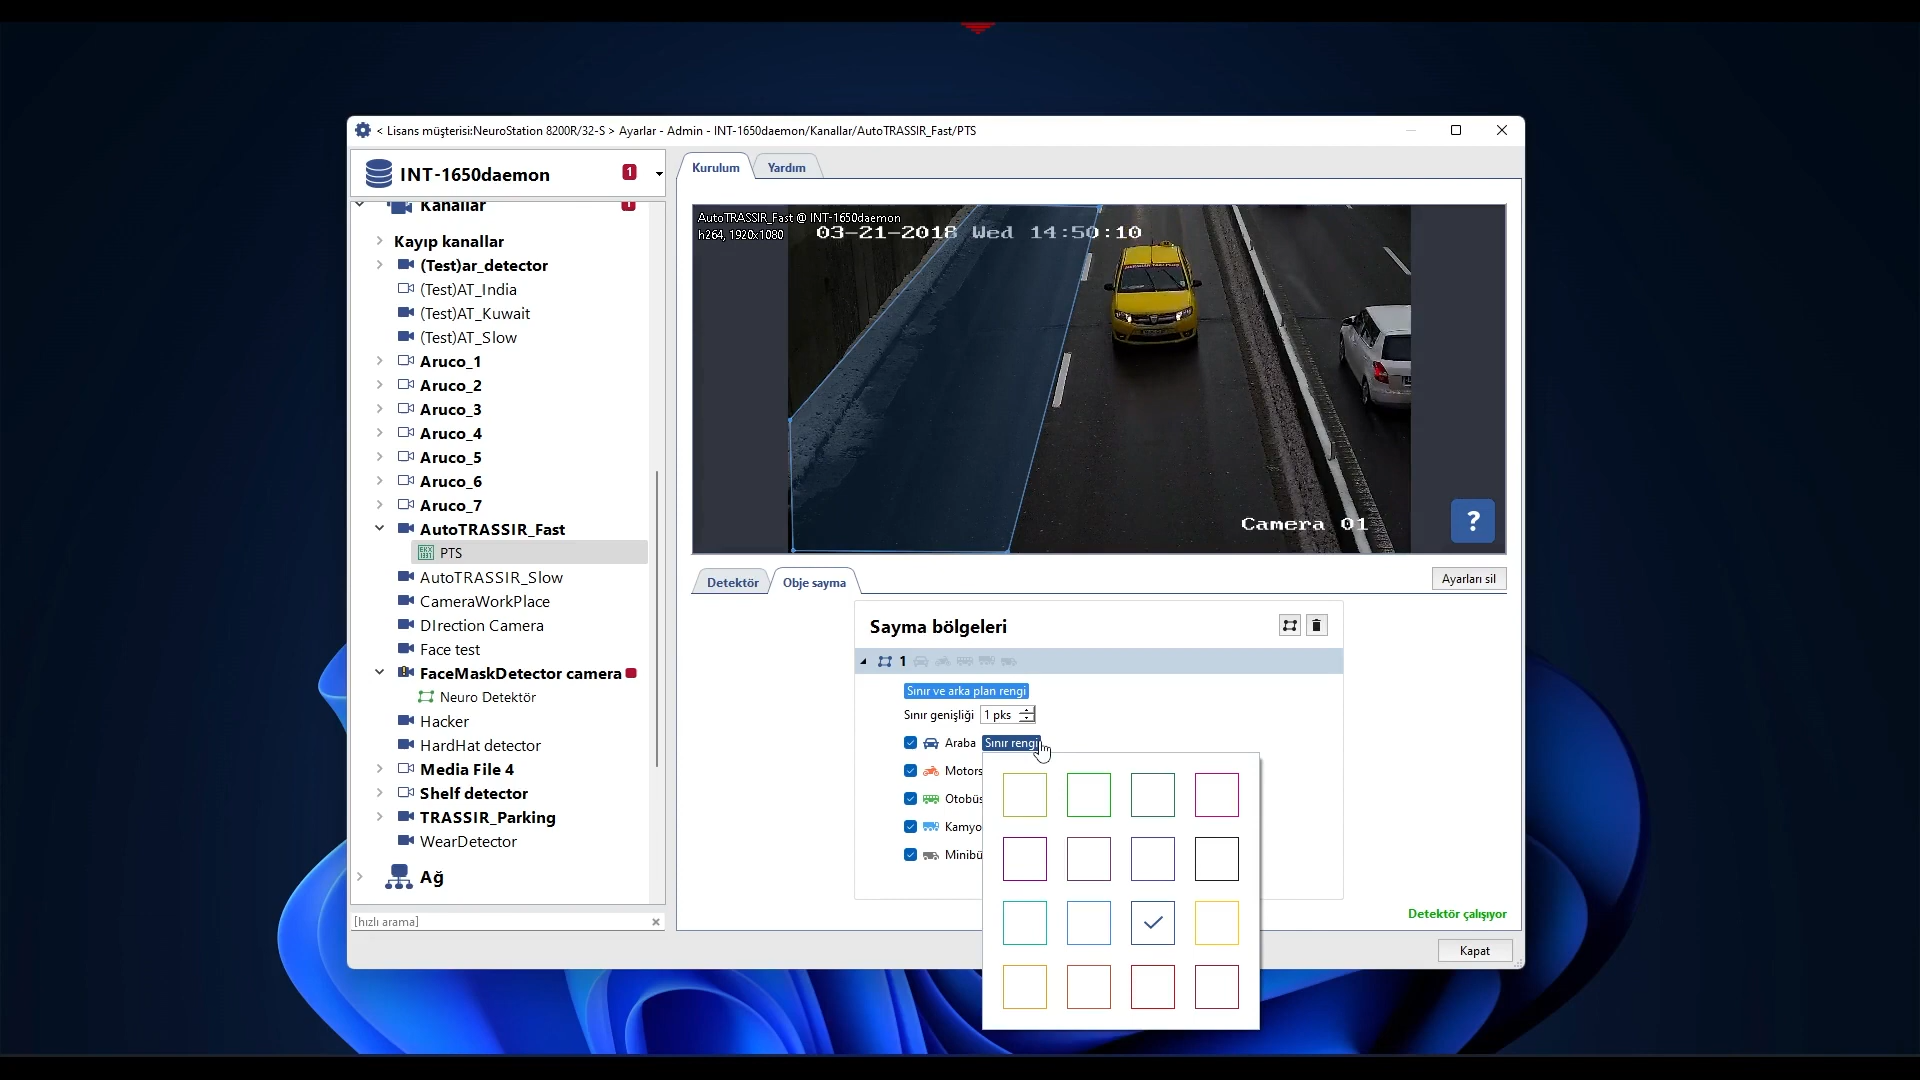 < Lisans müşterisi:NeuroStation 8200R/32-S > Ayarlar - Admin - INT-1650daemon/Kanallar/AutoTRASSIR_Fast/PTS
INT-1650daemon
1
Kanallar
1
Kayıp kanallar
(Test)ar_detector
(Test)AT_India
(Test)AT_Kuwait
(Test)AT_Slow
Aruco_1
Aruco_2
Aruco_3
Aruco_4
Aruco_5
Aruco_6
Aruco_7
AutoTRASSIR_Fast
PTS
AutoTRASSIR_Slow
CameraWorkPlace
DIrection Camera
Face test
FaceMaskDetector camera
Neuro Detektör
Hacker
HardHat detector
Media File 4
Shelf detector
TRASSIR_Parking
WearDetector
Ağ
[hızlı arama]
Kurulum
Yardım
AutoTRASSIR_Fast @ INT-1650daemon
h264, 1920x1080
03-21-2018 Wed 14:50:10
Camera 01
?
Detektör
Obje sayma
Ayarları sil
Sayma bölgeleri
1
Sınır ve arka plan rengi
Sınır genişliği 1 pks
Araba Sınır rengi
Motors
Otobüs
Kamyo
Minibü
Detektör çalışıyor
Kapat